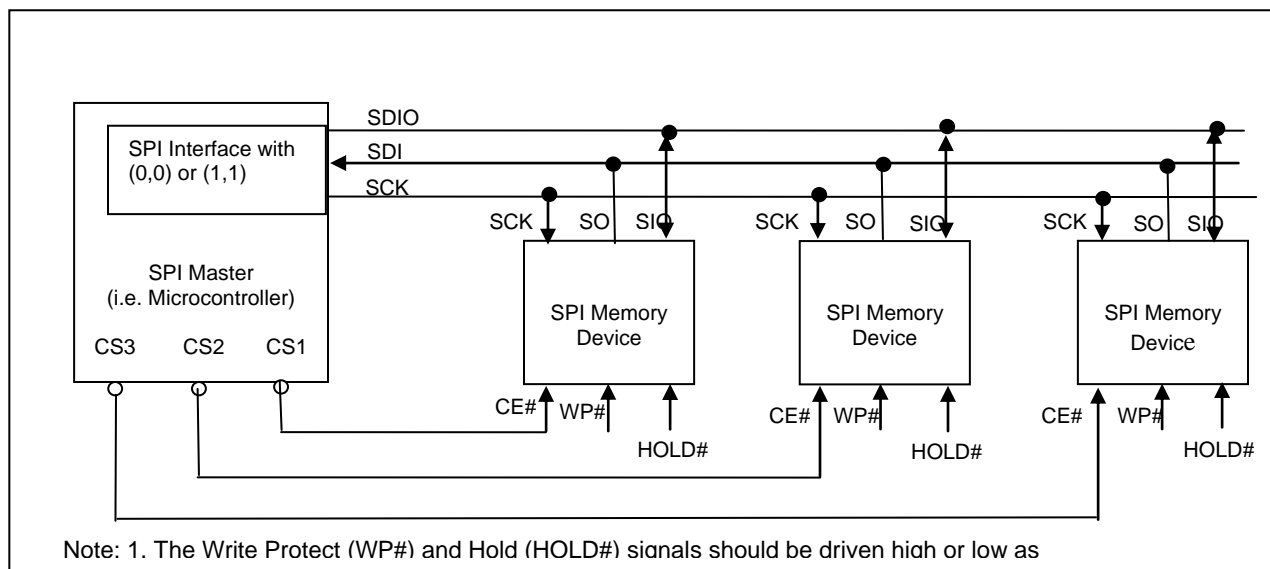 SDIO
SPI Interface with
(0,0) or (1,1)
SDI
SCK
SPI Master
(i.e. Microcontroller)
CS3 CS2 CS1
SCK SO SIO
SPI Memory
Device
CE# WP#
HOLD#
SCK SO SIO
SPI Memory
Device
CE# WP#
HOLD#
SCK SO SIO
SPI Memory
Device
CE# WP#
HOLD#
Note: 1. The Write Protect (WP#) and Hold (HOLD#) signals should be driven high or low as